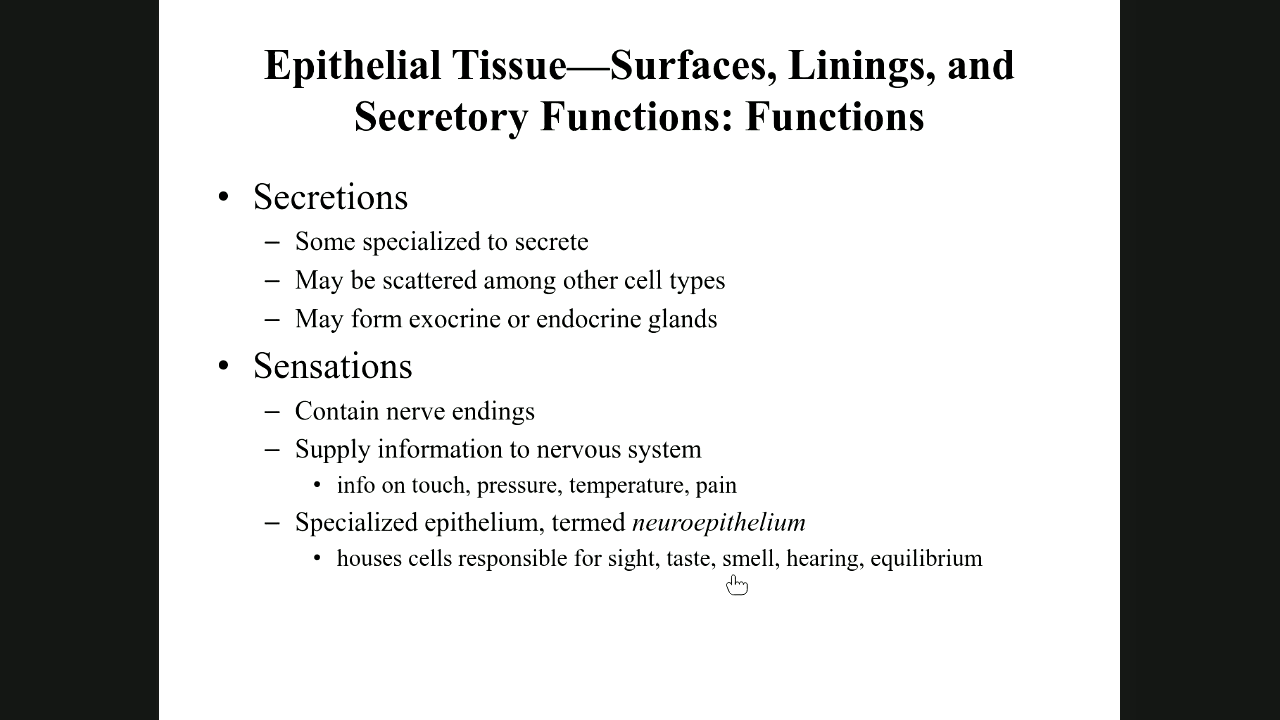 Epithelial Tissue—Surfaces, Linings, and
Secretory Functions: Functions
• Secretions
– Some specialized to secrete
– May be scattered among other cell types
– May form exocrine or endocrine glands
• Sensations
– Contain nerve endings
– Supply information to nervous system
• info on touch, pressure, temperature, pain
– Specialized epithelium, termed neuroepithelium
• houses cells responsible for sight, taste, smell, hearing, equilibrium